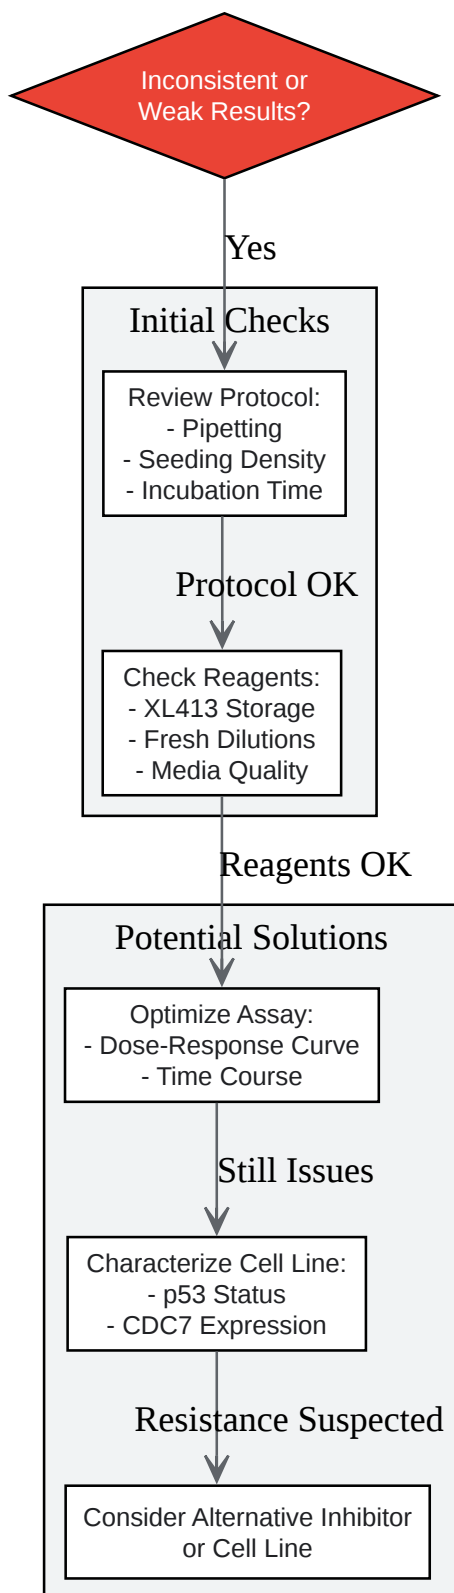 Inconsistent or
Weak Results?
Yes
Initial Checks
Review Protocol:
- Pipetting
- Seeding Density
- Incubation Time
Protocol OK
Check Reagents:
- XL413 Storage
- Fresh Dilutions
- Media Quality
Reagents OK
Potential Solutions
Optimize Assay:
- Dose-Response Curve
- Time Course
Still Issues
Characterize Cell Line:
- p53 Status
- CDC7 Expression
Resistance Suspected
Consider Alternative Inhibitor
or Cell Line